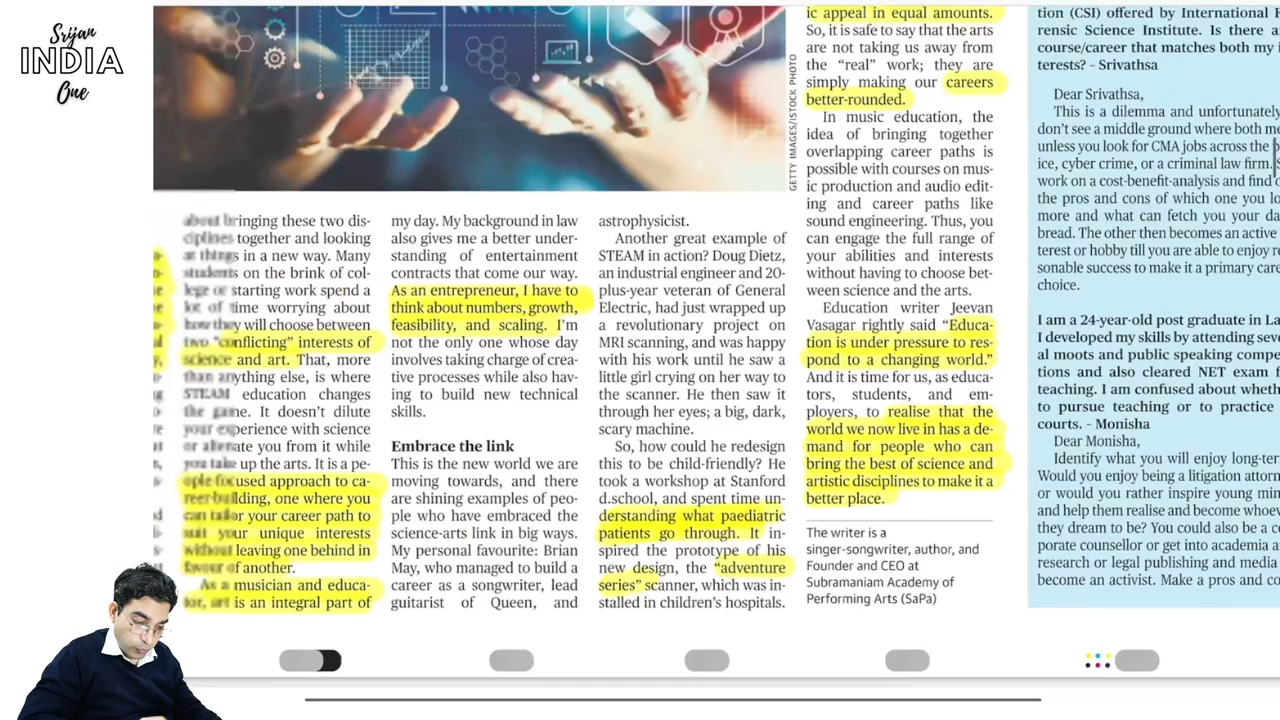 Srijan
INDIA
One
GETTY IMAGES/ISTOCK PHOTO
about bringing these two dis-
ciplines together and looking
at things in a new way. Many
students on the brink of col-
lege or starting work spend a
lot of time worrying about
how they will choose between
two “conflicting” interests of
science and art. That, more
than anything else, is where
STEAM education changes
the game. It doesn’t dilute
your experience with science
or alienate you from it while
you take up the arts. It is a pe-
ople-focused approach to ca-
reer-building, one where you
can tailor your career path to
suit your unique interests
without leaving one behind in
favour of another.
As a musician and educa-
tor, art is an integral part of
my day. My background in law
also gives me a better under-
standing of entertainment
contracts that come our way.
As an entrepreneur, I have to
think about numbers, growth,
feasibility, and scaling. I’m
not the only one whose day
involves taking charge of crea-
tive processes while also hav-
ing to build new technical
skills.
Embrace the link
This is the new world we are
moving towards, and there
are shining examples of peo-
ple who have embraced the
science-arts link in big ways.
My personal favourite: Brian
May, who managed to build a
career as a songwriter, lead
guitarist of Queen, and
astrophysicist.
Another great example of
STEAM in action? Doug Dietz,
an industrial engineer and 20-
plus-year veteran of General
Electric, had just wrapped up
a revolutionary project on
MRI scanning, and was happy
with his work until he saw a
little girl crying on her way to
the scanner. He then saw it
through her eyes; a big, dark,
scary machine.
So, how could he redesign
this to be child-friendly? He
took a workshop at Stanford
d.school, and spent time un-
derstanding what paediatric
patients go through. It in-
spired the prototype of his
new design, the “adventure
series” scanner, which was in-
stalled in children’s hospitals.
ic appeal in equal amounts.
So, it is safe to say that the arts
are not taking us away from
the “real” work; they are
simply making our careers
better-rounded.
In music education, the
idea of bringing together
overlapping career paths is
possible with courses on mus-
ic production and audio edit-
ing and career paths like
sound engineering. Thus, you
can engage the full range of
your abilities and interests
without having to choose bet-
ween science and the arts.
Education writer Jeevan
Vasagar rightly said “Educa-
tion is under pressure to res-
pond to a changing world.”
And it is time for us, as educa-
tors, students, and em-
ployers, to realise that the
world we now live in has a de-
mand for people who can
bring the best of science and
artistic disciplines to make it a
better place.
The writer is a
singer-songwriter, author, and
Founder and CEO at
Subramaniam Academy of
Performing Arts (SaPa)
tion (CSI) offered by International
rensic Science Institute. Is there
course/career that matches both my
terests? - Srivathsa
Dear Srivathsa,
This is a dilemma and unfortunately
don’t see a middle ground where both
unless you look for CMA jobs across the
ice, cyber crime, or a criminal law firm.
work on a cost-benefit-analysis and find
the pros and cons of which one you
more and what can fetch you your
bread. The other then becomes an active
terest or hobby till you are able to enjoy
sonable success to make it a primary
choice.
I am a 24-year-old post graduate in
I developed my skills by attending
al moots and public speaking
tions and also cleared NET exam
teaching. I am confused about
to pursue teaching or to practice
courts. - Monisha
Dear Monisha,
Identify what you will enjoy
Would you enjoy being a litigation
or would you rather inspire young
and help them realise and become
they dream to be? You could also be a
porate counsellor or get into academia
research or legal publishing and media
become an activist. Make a pros and